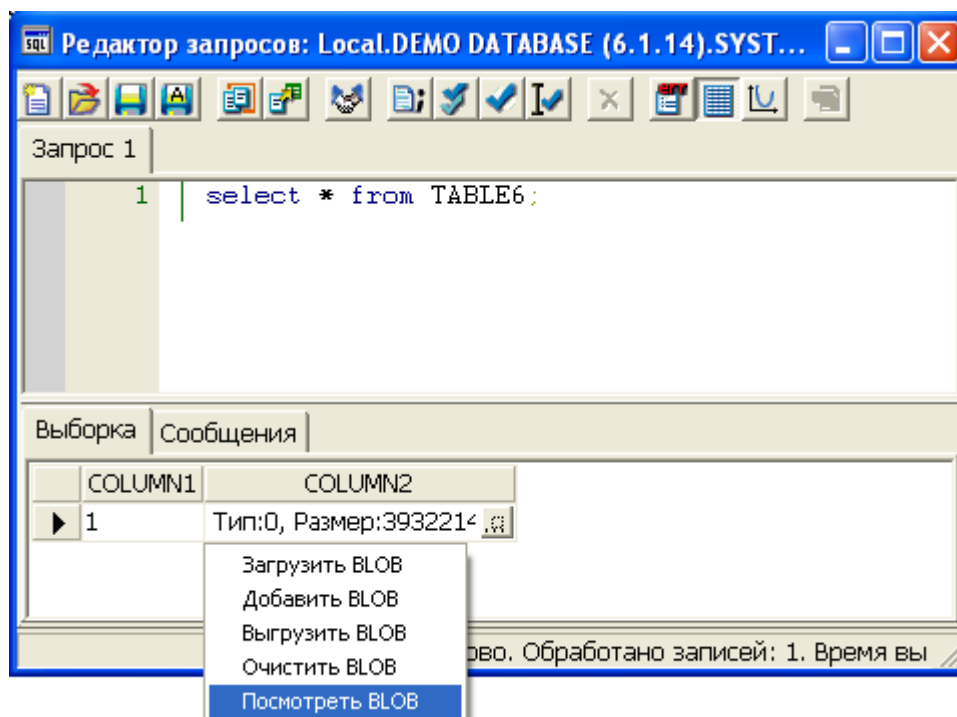 Редактор запросов: Local.DEMO DATABASE (6.1.14).SYST...
Запрос 1
1 select * from TABLE6;
Выборка Сообщения
COLUMN1 COLUMN2
1 Тип:0, Размер:3932214
Загрузить BLOB
Добавить BLOB
Выгрузить BLOB
ово. Обработано записей: 1. Время вы
Очистить BLOB
Посмотреть BLOB